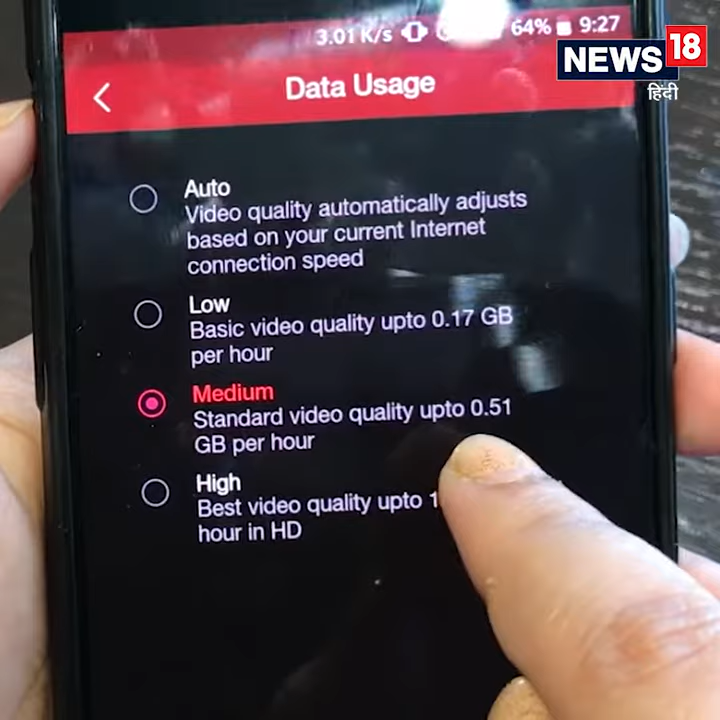 3.01 K/s 64% 9:27
NEWS 18
हिंदी
Data Usage
Auto
Video quality automatically adjusts
based on your current Internet
connection speed
Low
Basic video quality upto 0.17 GB
per hour
Medium
Standard video quality upto 0.51
GB per hour
High
Best video quality upto 1
hour in HD